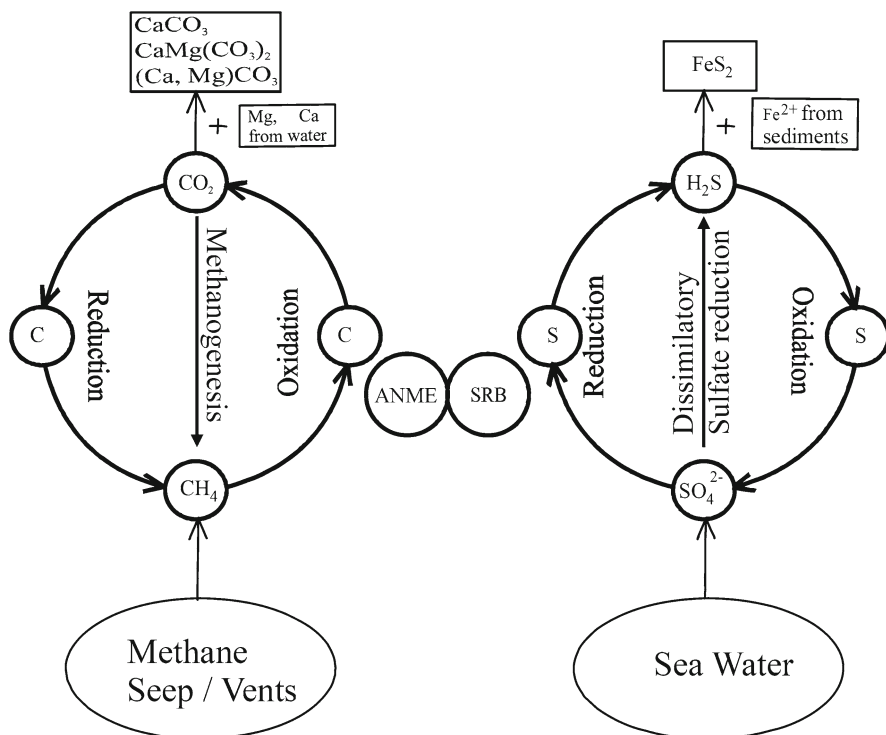 CaCO₃
CaMg(CO₃)₂
(Ca, Mg)CO₃
+
Mg, Ca
from water
CO₂
Methanogenesis
Reduction
Oxidation
C
C
CH₄
Methane
Seep / Vents
ANME
SRB
FeS₂
+
Fe²⁺ from
sediments
H₂S
Reduction
Dissimilatory
Sulfate reduction
Oxidation
S
S
SO₄²⁻
Sea Water